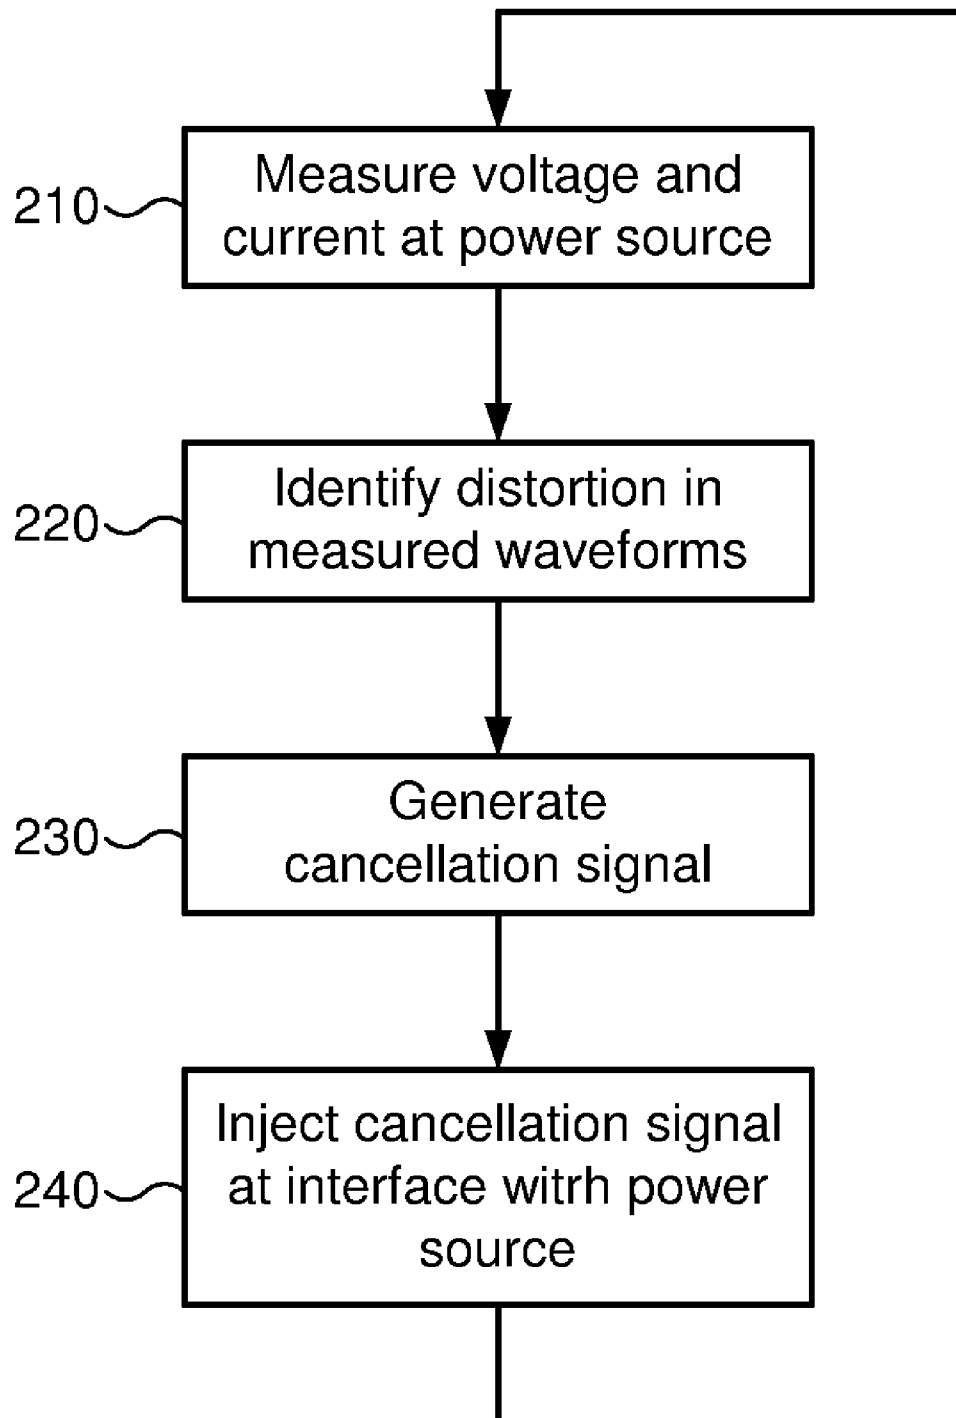 210
Measure voltage and
current at power source
220
Identify distortion in
measured waveforms
230
Generate
cancellation signal
240
Inject cancellation signal
at interface witrh power
source